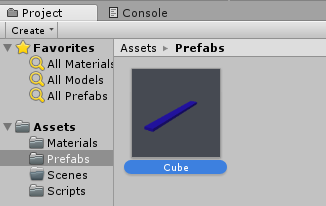 Project Console
Create
Favorites
All Materials
All Models
All Prefabs
Assets
Materials
Prefabs
Scenes
Scripts
Assets Prefabs
Cube